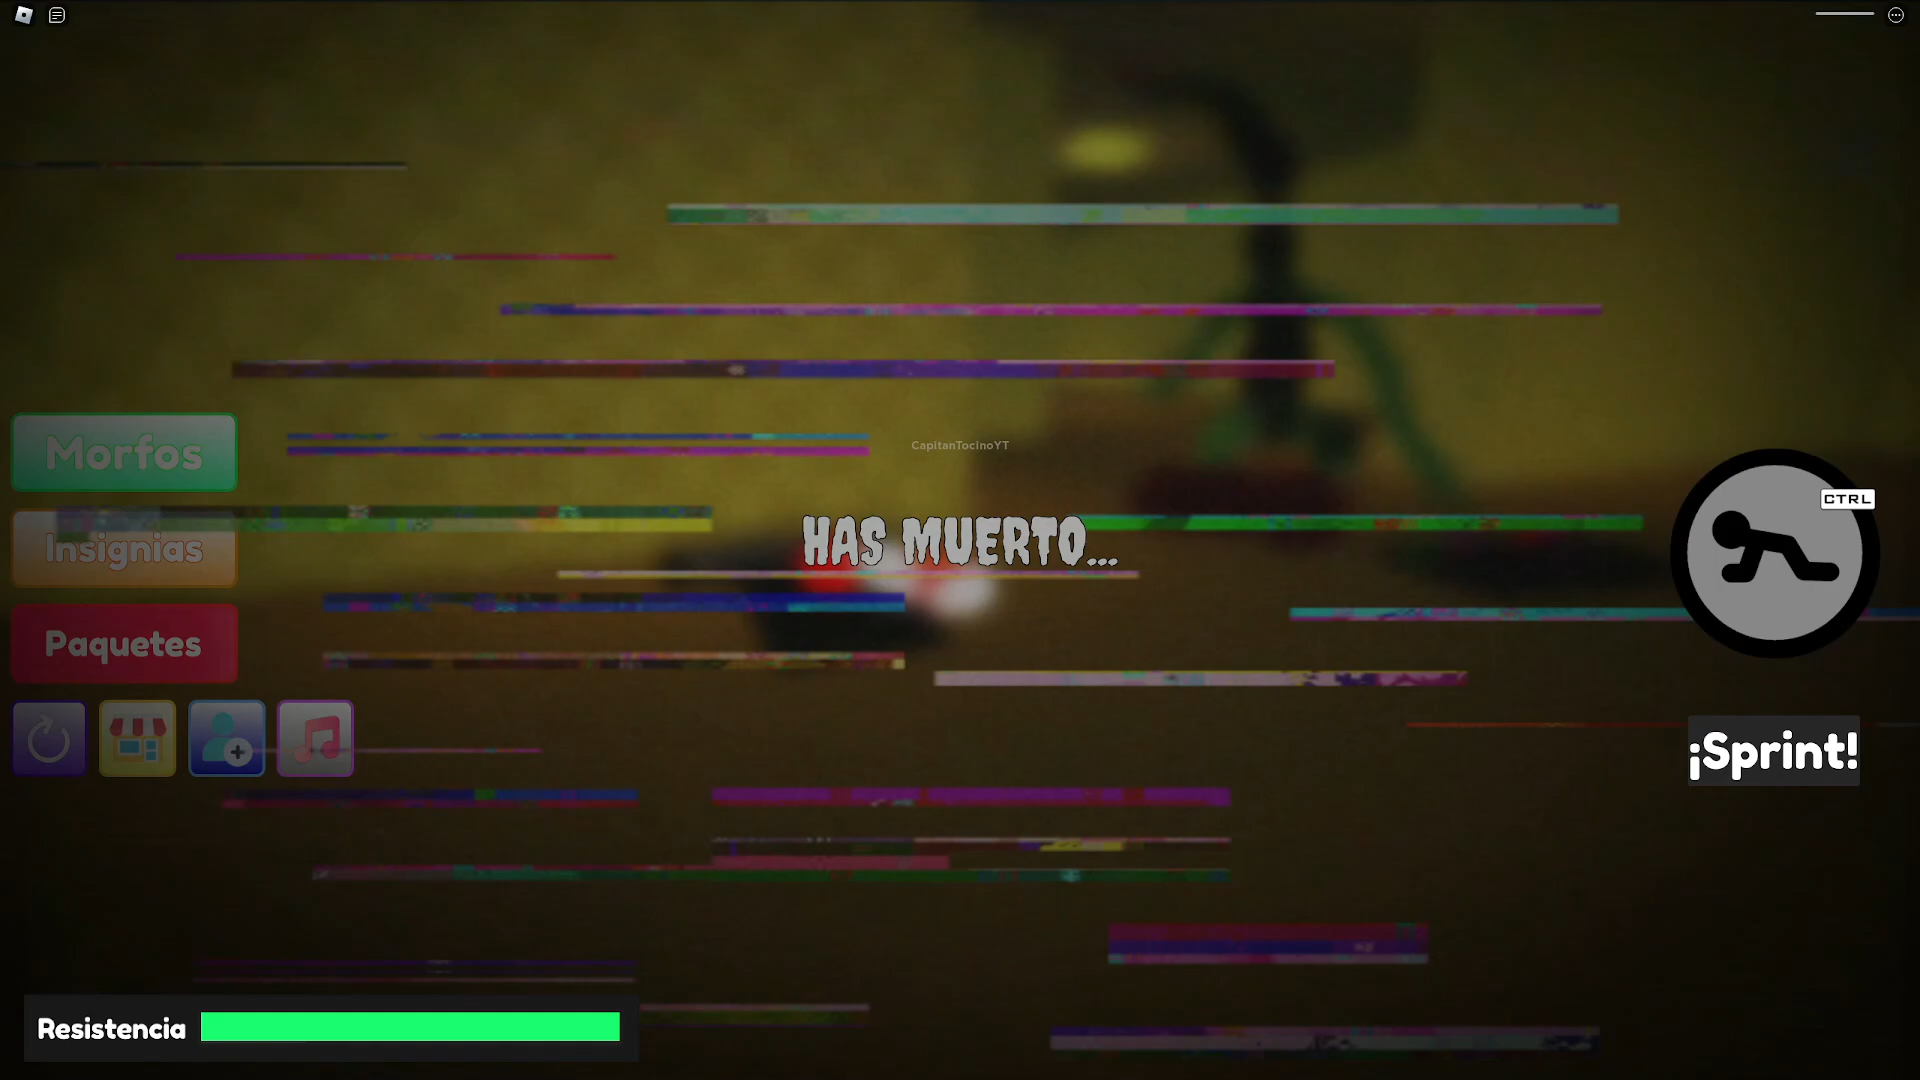 CapitanTocinoYT
Morfos
CTRL
HAS MUERTO...
Insignias
Paquetes
¡Sprint!
Resistencia